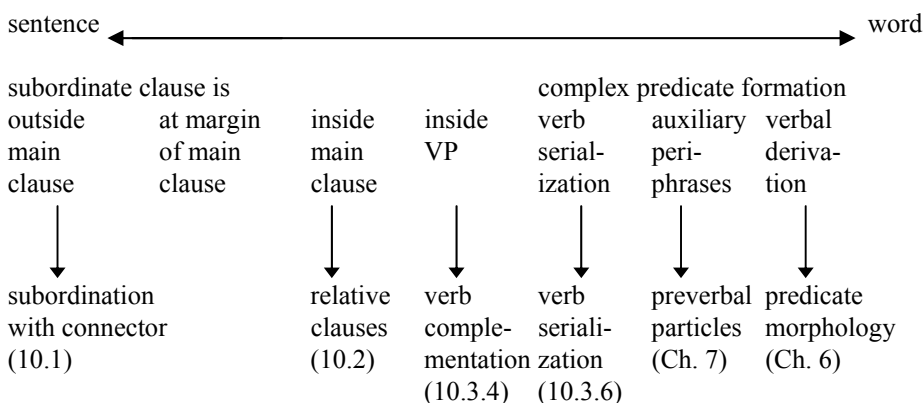 sentence word
subordinate clause is complex predicate formation
outside at margin inside inside verb auxiliary verbal
main of main main VP serial- peri- deriva-
clause clause clause ization phrases tion
subordination relative verb verb preverbal predicate
with connector clauses comple- seriali- particles morphology
(10.1) (10.2) mentation zation (Ch. 7) (Ch. 6)
(10.3.4) (10.3.6)